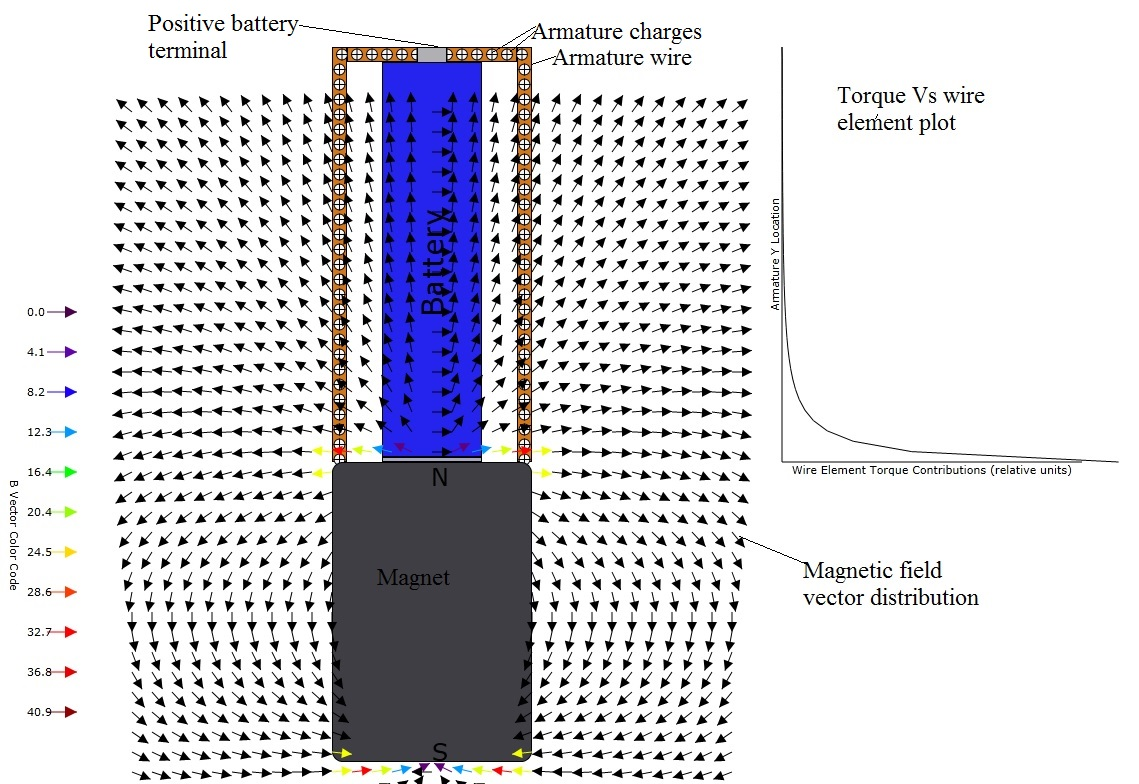 Positive battery
terminal
Armature charges
Armature wire
Torque Vs wire
element plot
Armature Y Location
Wire Element Torque Contributions (relative units)
Battery
0.0
4.1
8.2
12.3
16.4
20.4
24.5
28.6
32.7
36.8
40.9
B Vector Color Code
N
Magnet
S
Magnetic field
vector distribution